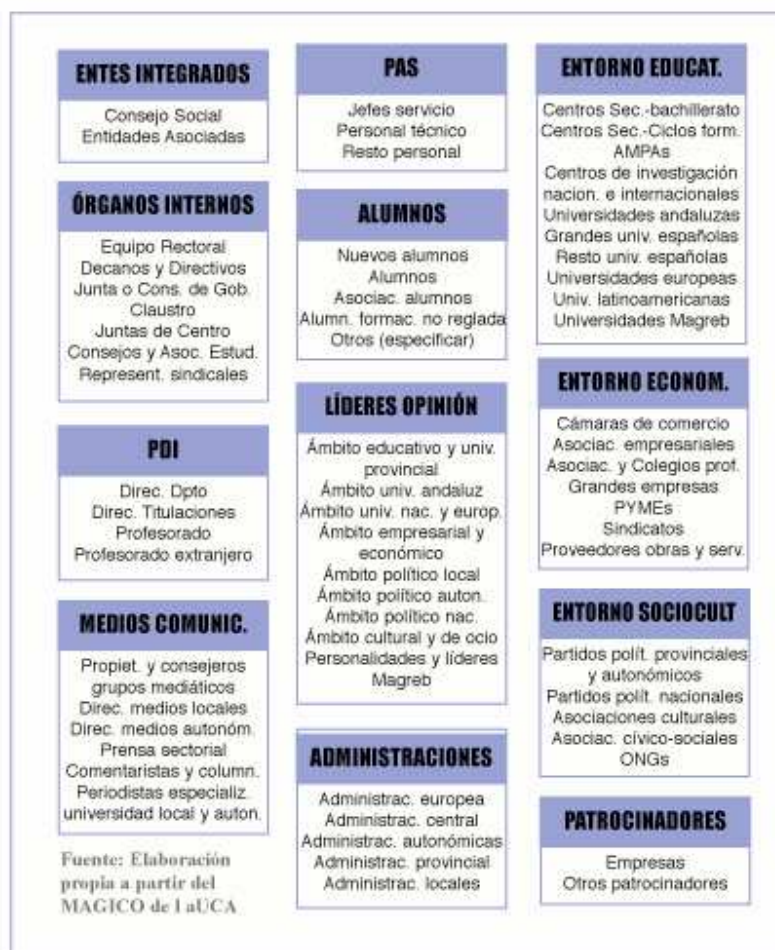 ENTES INTEGRADOS
Consejo Social
Entidades Asociadas
ÓRGANOS INTERNOS
Equipo Rectoral
Decanos y Directivos
Junta o Cons. de Gob.
Claustro
Juntas de Centro
Consejos y Asoc. Estud.
Represent. sindicales
PDI
Direc. Dpto
Direc. Titulaciones
Profesorado
Profesorado extranjero
MEDIOS COMUNIC.
Propiet. y consejeros
grupos mediáticos
Direc. medios locales
Direc. medios autonóm.
Prensa sectorial
Comentaristas y column.
Periodistas especializ.
universidad local y auton.
Fuente: Elaboración
propia a partir del
MAGICO de l aUCA
PAS
Jefes servicio
Personal técnico
Resto personal
ALUMNOS
Nuevos alumnos
Alumnos
Asociac. alumnos
Alumn. formac. no reglada
Otros (especificar)
LÍDERES OPINIÓN
Ámbito educativo y univ.
provincial
Ámbito univ. andaluz
Ámbito univ. nac. y europ.
Ámbito empresarial y
económico
Ámbito político local
Ámbito político auton.
Ámbito político nac.
Ámbito cultural y de ocio
Personalidades y líderes
Magreb
ADMINISTRACIONES
Administrac. europea
Administrac. central
Administrac. autonómicas
Administrac. provincial
Administrac. locales
ENTORNO EDUCAT.
Centros Sec.-bachillerato
Centros Sec.-Ciclos form.
AMPAs
Centros de investigación
nacion. e internacionales
Universidades andaluzas
Grandes univ. españolas
Resto univ. españolas
Universidades europeas
Univ. latinoamericanas
Universidades Magreb
ENTORNO ECONOM.
Cámaras de comercio
Asociac. empresariales
Asociac. y Colegios prof.
Grandes empresas
PYMEs
Sindicatos
Proveedores obras y serv.
ENTORNO SOCIOCULT
Partidos polít. provinciales
y autonómicos
Partidos polít. nacionales
Asociaciones culturales
Asociac. cívico-sociales
ONGs
PATROCINADORES
Empresas
Otros patrocinadores